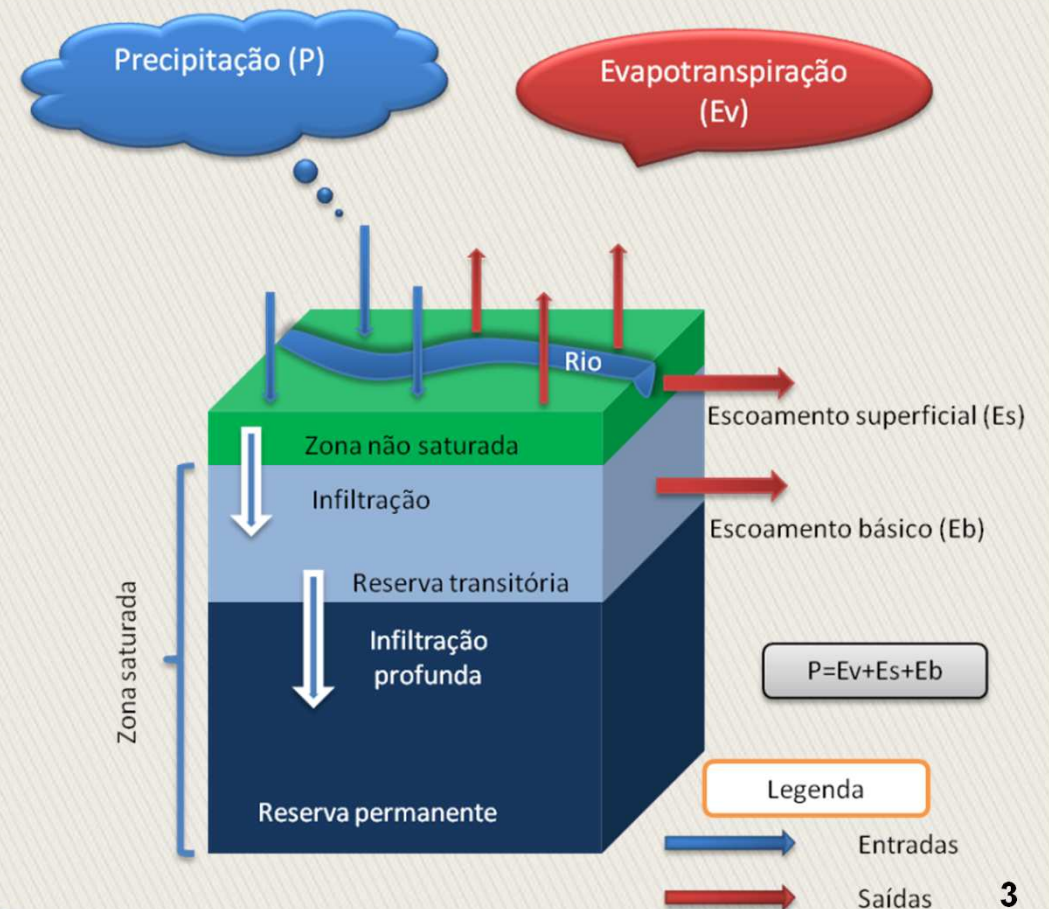 Precipitação (P)
Evapotranspiração
(Ev)
Rio
Escoamento superficial (Es)
Zona não saturada
Infiltração
Escoamento básico (Eb)
Reserva transitória
Zona saturada
Infiltração
profunda
P=Ev+Es+Eb
Legenda
Reserva permanente
Entradas
Saídas
3